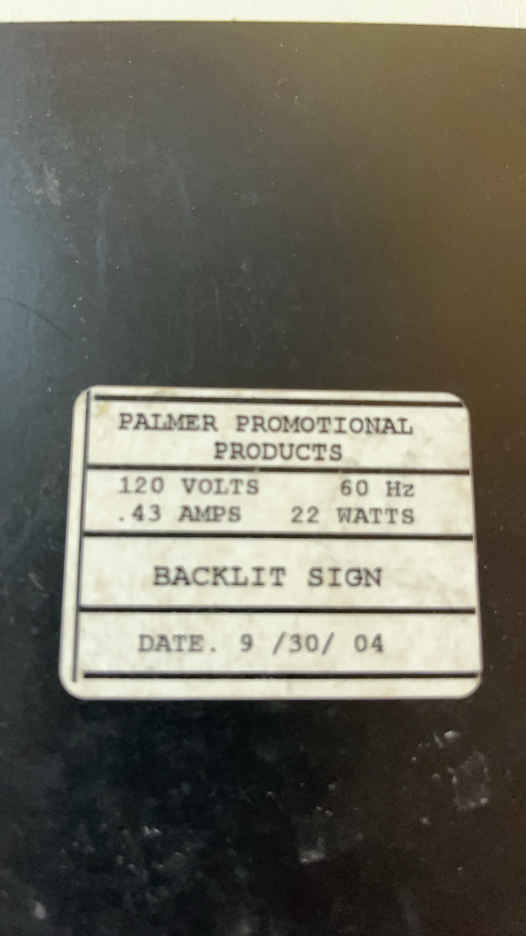 PALMER PROMOTIONAL
PRODUCTS
120 VOLTS 60 Hz
.43 AMPS 22 WATTS
BACKLIT SIGN
DATE. 9 /30/ 04